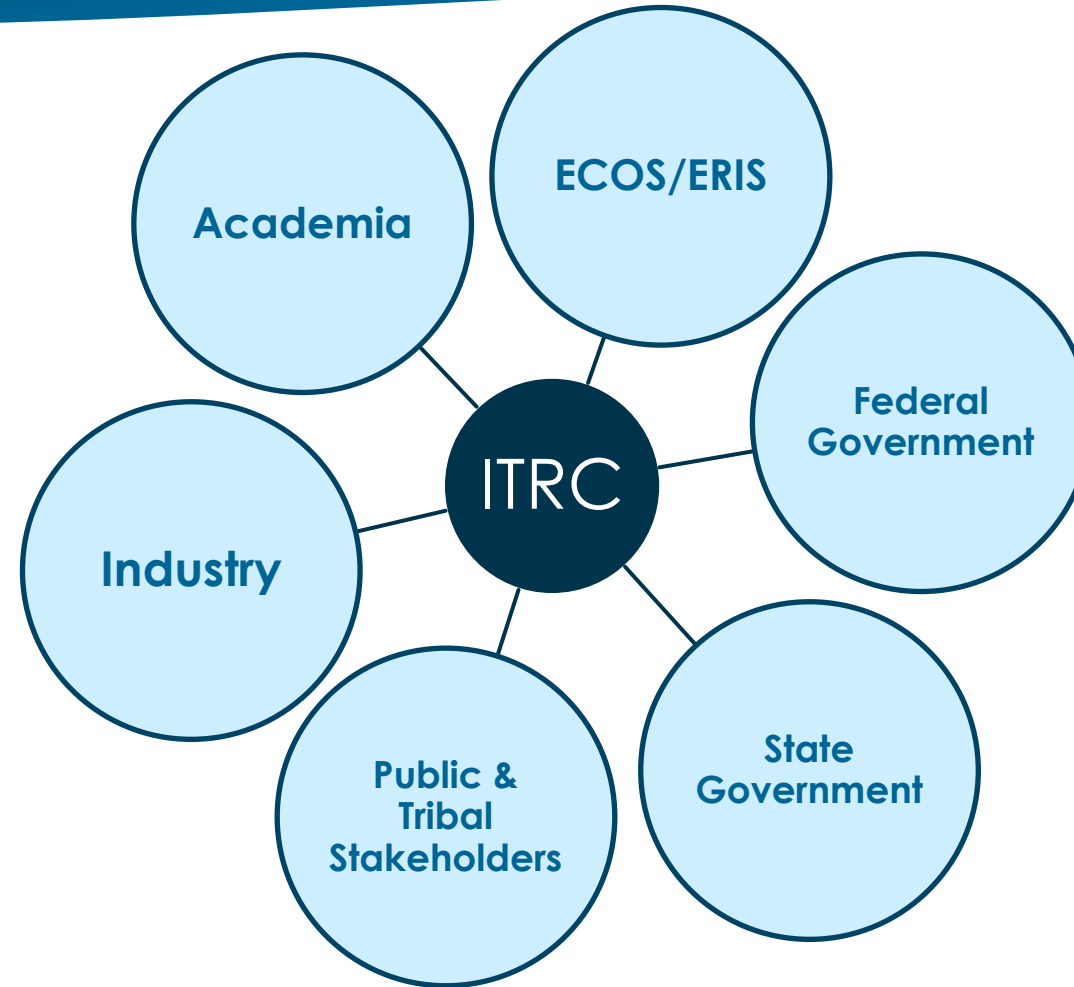 ECOS/ERIS
Academia
Federal
Government
ITRC
Industry
State
Government
Public &
Tribal
Stakeholders